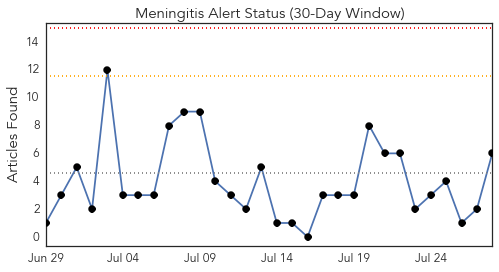 Meningitis Alert Status (30-Day Window)
Articles Found
14
12
10
8
6
4
2
0
Jun 29
Jul 04
Jul 09
Jul 14
Jul 19
Jul 24